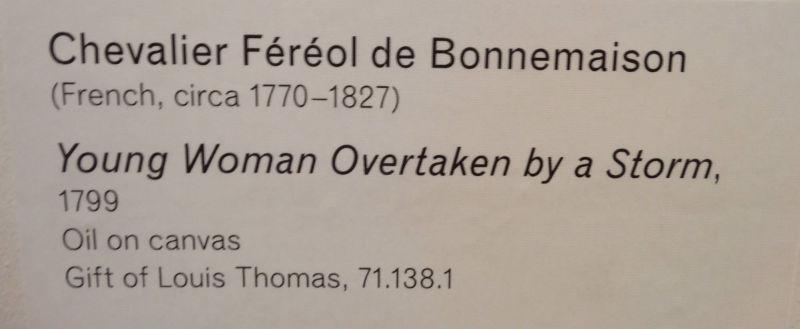 Chevalier Féréol de Bonnemaison
(French, circa 1770–1827)
Young Woman Overtaken by a Storm,
1799
Oil on canvas
Gift of Louis Thomas, 71.138.1